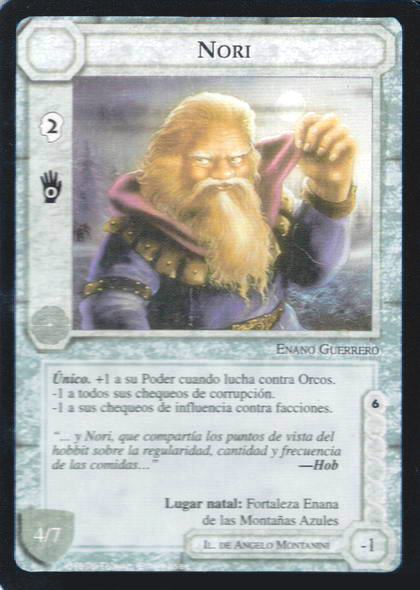 NORI
2
0
ENANO GUERRERO
Único. +1 a su Poder cuando lucha contra Orcos.
-1 a todos sus chequeos de corrupción.
-1 a sus chequeos de influencia contra facciones.
6
"... y Nori, que compartía los puntos de vista del
hobbit sobre la regularidad, cantidad y frecuencia
de las comidas..." —Hob
Lugar natal: Fortaleza Enana
de las Montañas Azules
4/7
IL. DE ANGELO MONTANINI
-1